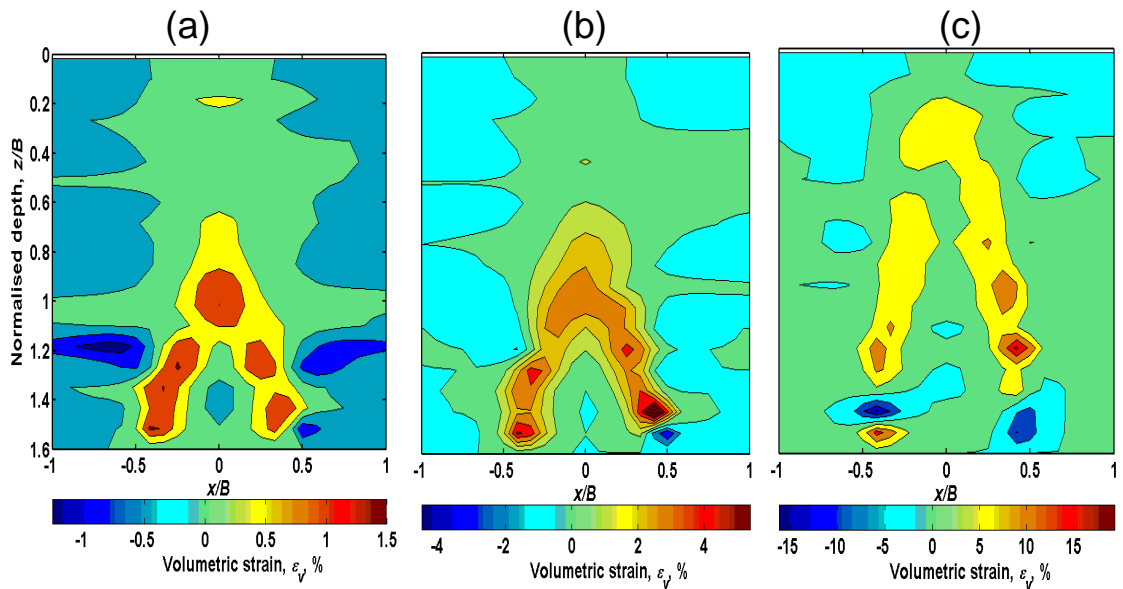 (a)
(b)
(c)
Normalised depth, z/B
0
0.2
0.4
0.6
0.8
1
1.2
1.4
1.6
-1 -0.5 0 0.5 1
x/B
-1 -0.5 0 0.5 1
x/B
-1 -0.5 0 0.5 1
x/B
-1 -0.5 0 0.5 1 1.5
Volumetric strain, εv, %
-4 -2 0 2 4
Volumetric strain, εv, %
-15 -10 -5 0 5 10 15
Volumetric strain, εv, %